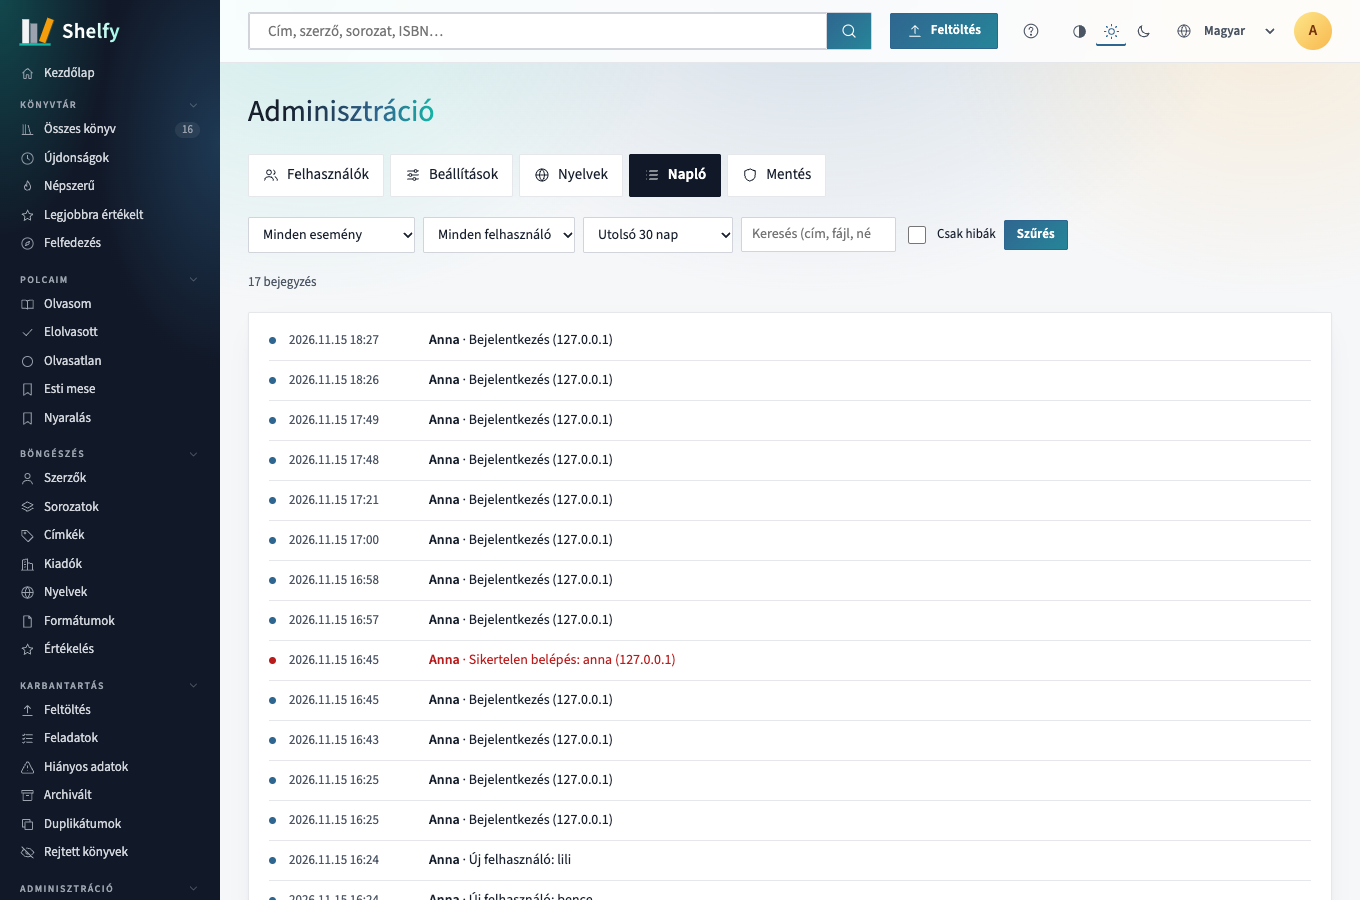 Shelfy
Kezdőlap
KÖNYVTÁR
Összes könyv 16
Újdonságok
Népszerű
Legjobbra értékelt
Felfedezés
POLCAIM
Olvasom
Elolvasott
Olvasatlan
Esti mese
Nyaralás
BÖNGÉSZÉS
Szerzők
Sorozatok
Címkék
Kiadók
Nyelvek
Formátumok
Értékelés
KARBANTARTÁS
Feltöltés
Feladatok
Hiányos adatok
Archivált
Duplikátumok
Rejtett könyvek
ADMINISZTRÁCIÓ
Cím, szerző, sorozat, ISBN…
Feltöltés
Magyar
A
Adminisztráció
Felhasználók
Beállítások
Nyelvek
Napló
Mentés
Minden esemény
Minden felhasználó
Utolsó 30 nap
Keresés (cím, fájl, né
Csak hibák
Szűrés
17 bejegyzés
2026.11.15 18:27 Anna · Bejelentkezés (127.0.0.1)
2026.11.15 18:26 Anna · Bejelentkezés (127.0.0.1)
2026.11.15 17:49 Anna · Bejelentkezés (127.0.0.1)
2026.11.15 17:48 Anna · Bejelentkezés (127.0.0.1)
2026.11.15 17:21 Anna · Bejelentkezés (127.0.0.1)
2026.11.15 17:00 Anna · Bejelentkezés (127.0.0.1)
2026.11.15 16:58 Anna · Bejelentkezés (127.0.0.1)
2026.11.15 16:57 Anna · Bejelentkezés (127.0.0.1)
2026.11.15 16:45 Anna · Sikertelen belépés: anna (127.0.0.1)
2026.11.15 16:45 Anna · Bejelentkezés (127.0.0.1)
2026.11.15 16:43 Anna · Bejelentkezés (127.0.0.1)
2026.11.15 16:25 Anna · Bejelentkezés (127.0.0.1)
2026.11.15 16:25 Anna · Bejelentkezés (127.0.0.1)
2026.11.15 16:24 Anna · Új felhasználó: lili
2026.11.15 16:24 Anna · Új felhasználó: bence